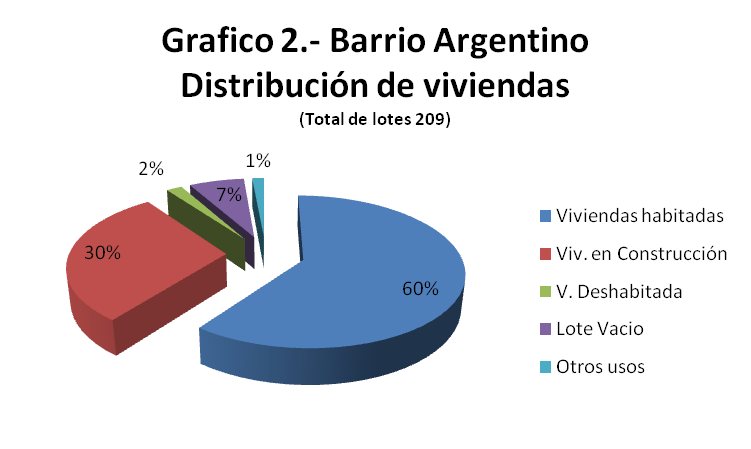 Grafico 2.- Barrio Argentino
Distribución de viviendas
(Total de lotes 209)
1%
2%
7%
30%
60%
Viviendas habitadas
Viv. en Construcción
V. Deshabitada
Lote Vacio
Otros usos